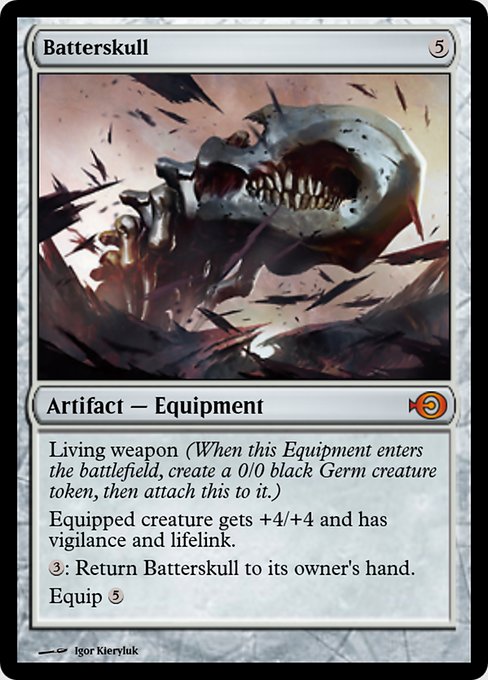 Batterskull 5
Artifact — Equipment
Living weapon (When this Equipment enters
the battlefield, create a 0/0 black Germ creature
token, then attach this to it.)
Equipped creature gets +4/+4 and has
vigilance and lifelink.
3: Return Batterskull to its owner's hand.
Equip 5
Igor Kieryluk